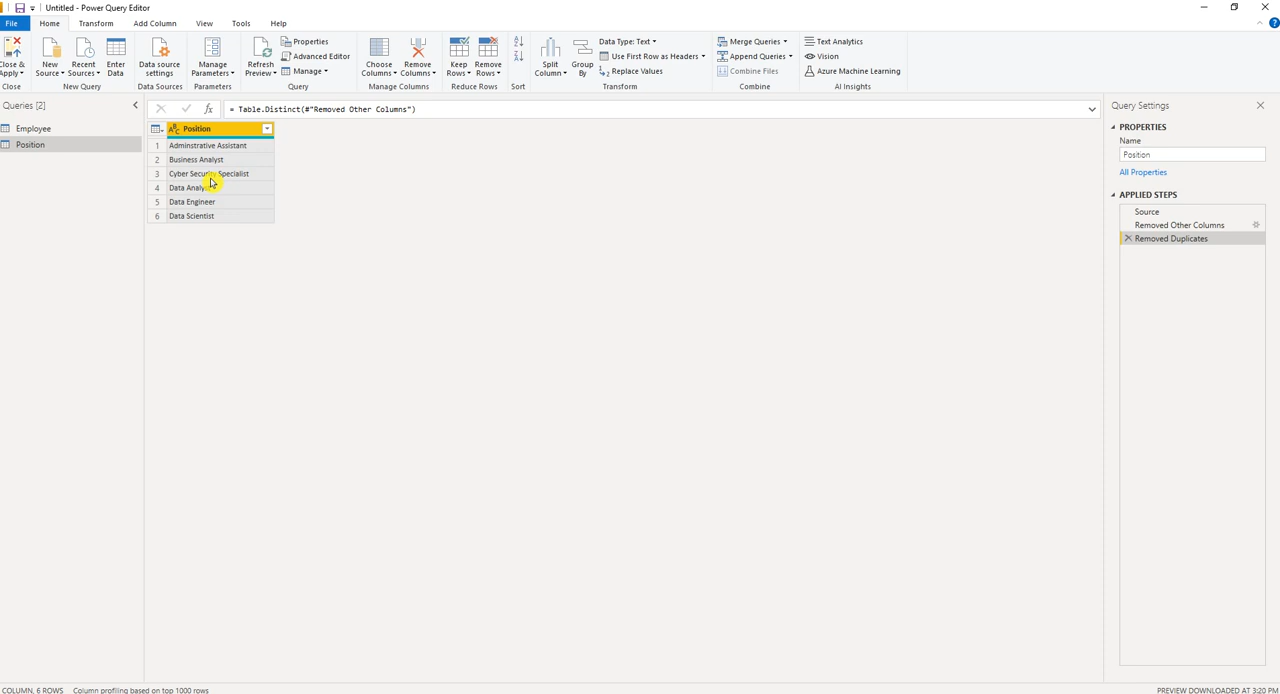 Untitled - Power Query Editor
File Home Transform Add Column View Tools Help
Close & Apply
New Source
Recent Sources
Enter Data
Data source settings
Manage Parameters
Refresh Preview
Properties
Advanced Editor
Manage
Choose Columns
Remove Columns
Keep Rows
Remove Rows
Split Column
Group By
Data Type: Text
Use First Row as Headers
Replace Values
Merge Queries
Append Queries
Combine Files
Text Analytics
Vision
Azure Machine Learning
Close New Query Data Sources Parameters Query Manage Columns Reduce Rows Sort Transform Combine AI Insights
Queries [2]
Employee
Position
fx = Table.Distinct(#"Removed Other Columns")
ABC Position
1 Adminstrative Assistant
2 Business Analyst
3 Cyber Security Specialist
4 Data Analyst
5 Data Engineer
6 Data Scientist
Query Settings
PROPERTIES
Name
Position
All Properties
APPLIED STEPS
Source
Removed Other Columns
Removed Duplicates
COLUMN, 6 ROWS Column profiling based on top 1000 rows
PREVIEW DOWNLOADED AT 3:20 PM